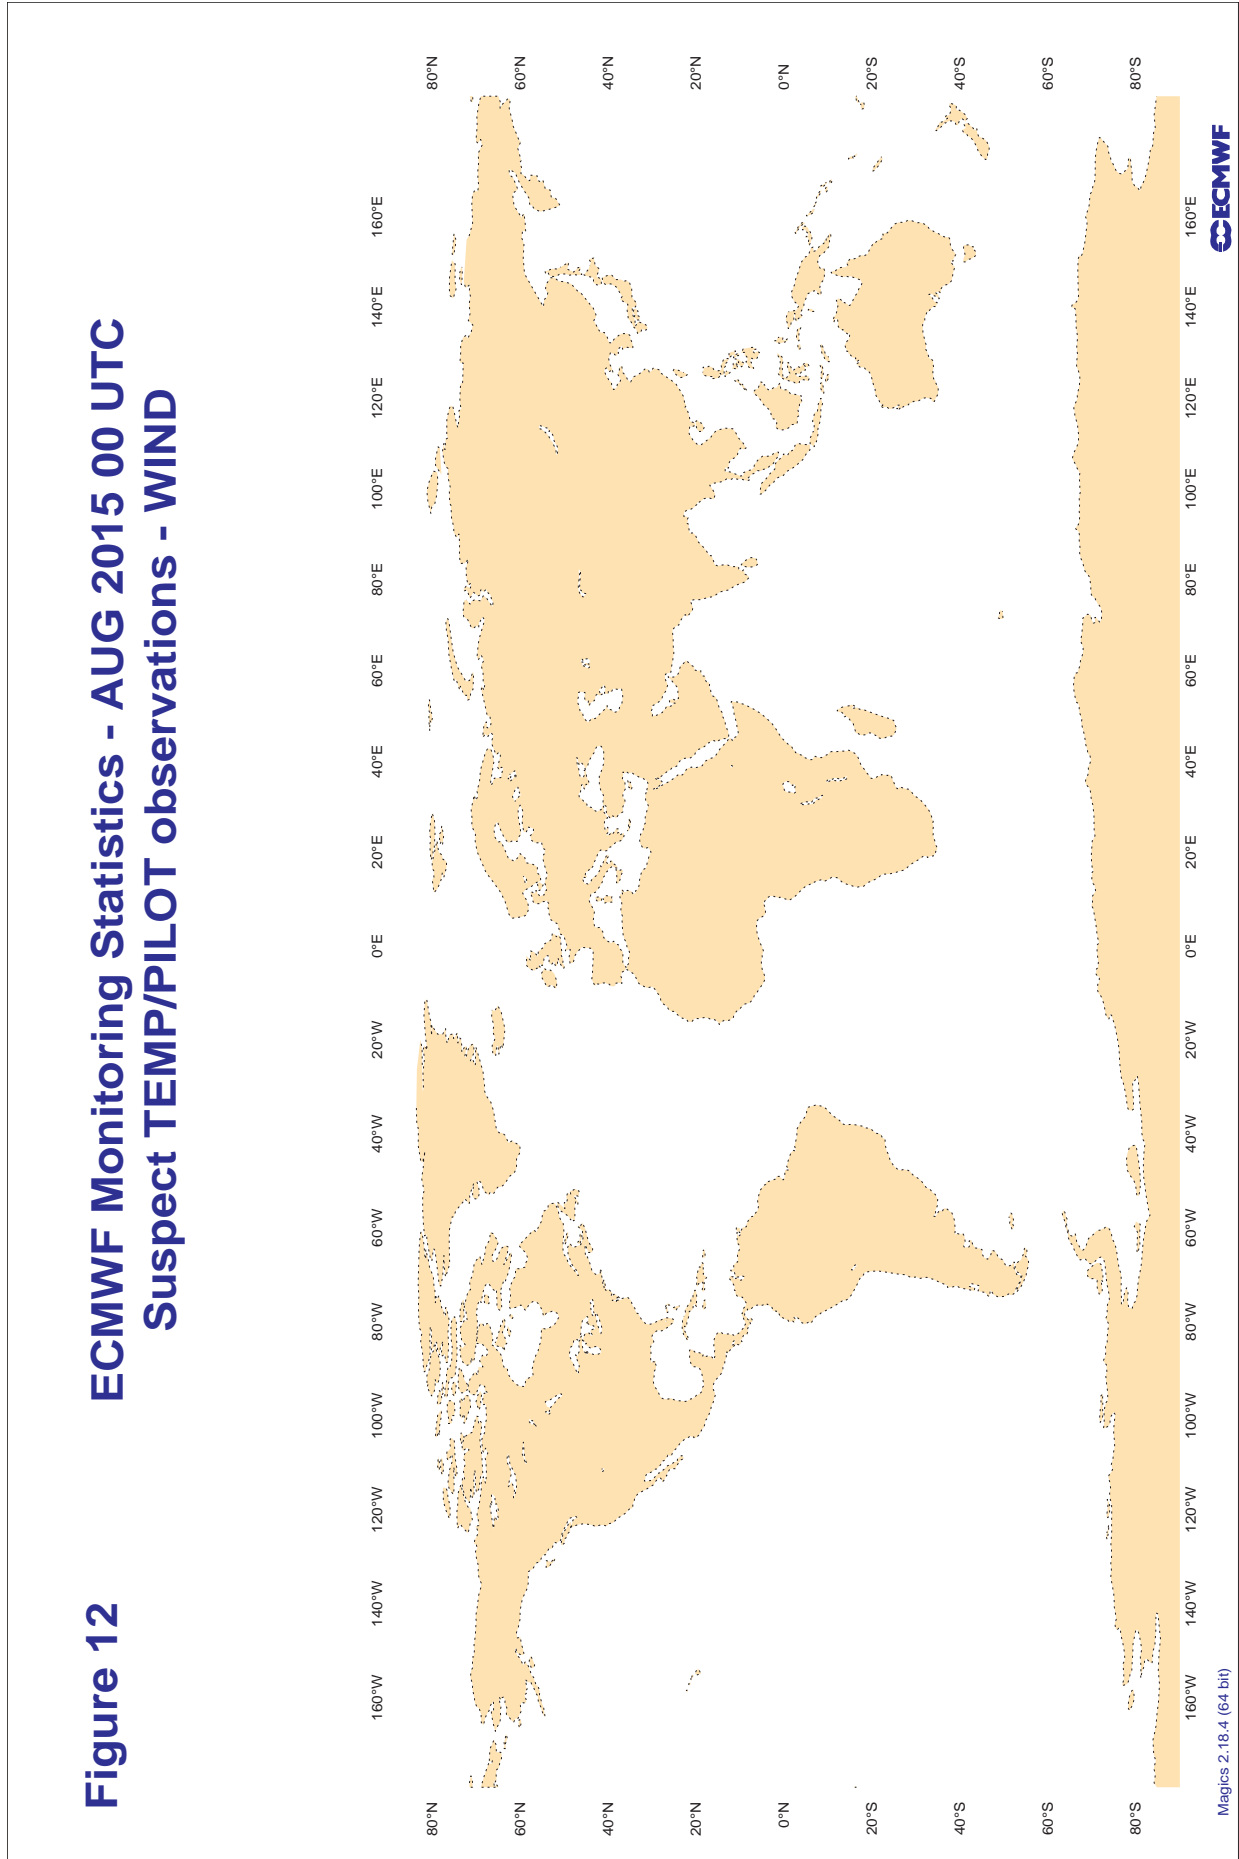 Figure 12
ECMWF Monitoring Statistics - AUG 2015 00 UTC
Suspect TEMP/PILOT observations - WIND
160°W 140°W 120°W 100°W 80°W 60°W 40°W 20°W 0°E 20°E 40°E 60°E 80°E 100°E 120°E 140°E 160°E
80°N 80°N
60°N 60°N
40°N 40°N
20°N 20°N
0°N 0°N
20°S 20°S
40°S 40°S
60°S 60°S
80°S 80°S
160°W 140°W 120°W 100°W 80°W 60°W 40°W 20°W 0°E 20°E 40°E 60°E 80°E 100°E 120°E 140°E 160°E
Magics 2.18.4 (64 bit)
ECMWF